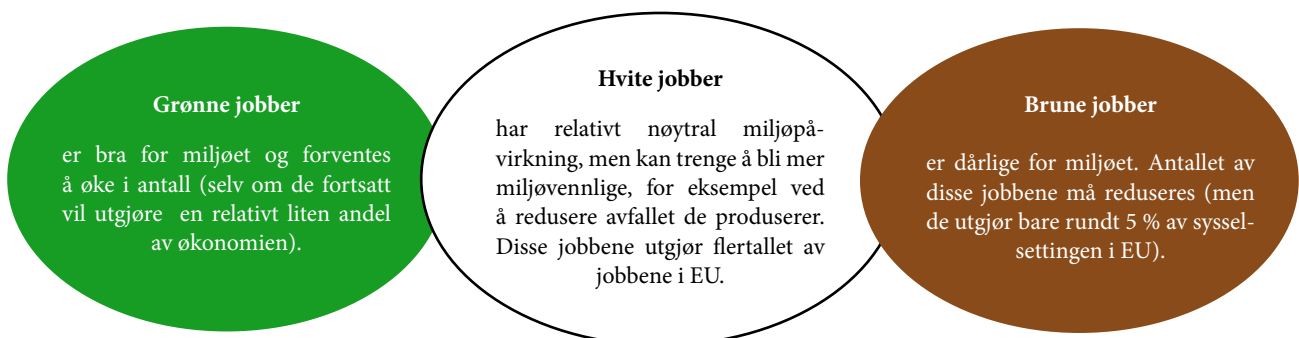 Grønne jobber
er bra for miljøet og forventes
å øke i antall (selv om de fortsatt
vil utgjøre en relativt liten andel
av økonomien).
Hvite jobber
har relativt nøytral miljøpå-
virkning, men kan trenge å bli mer
miljøvennlige, for eksempel ved
å redusere avfallet de produserer.
Disse jobbene utgjør flertallet av
jobbene i EU.
Brune jobber
er dårlige for miljøet. Antallet av
disse jobbene må reduseres (men
de utgjør bare rundt 5 % av syssel-
settingen i EU).